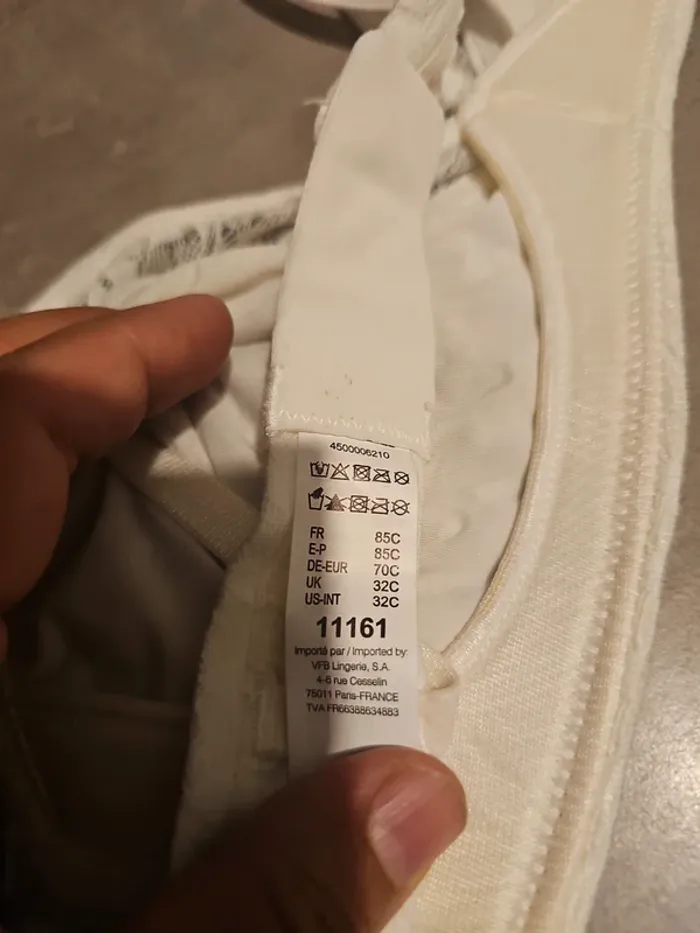 4500006210
FR 85C
E-P 85C
DE-EUR 70C
UK 32C
US-INT 32C
11161
Importé par / Imported by:
VFB Lingerie, S.A.
4-6 rue Cesselin
75011 Paris-FRANCE
TVA FR66388634883